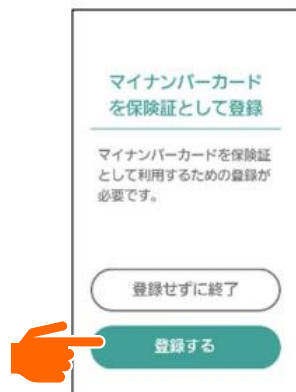 マイナンバーカード
を保険証として登録
マイナンバーカードを保険証
として利用するための登録が
必要です。
登録せずに終了
登録する